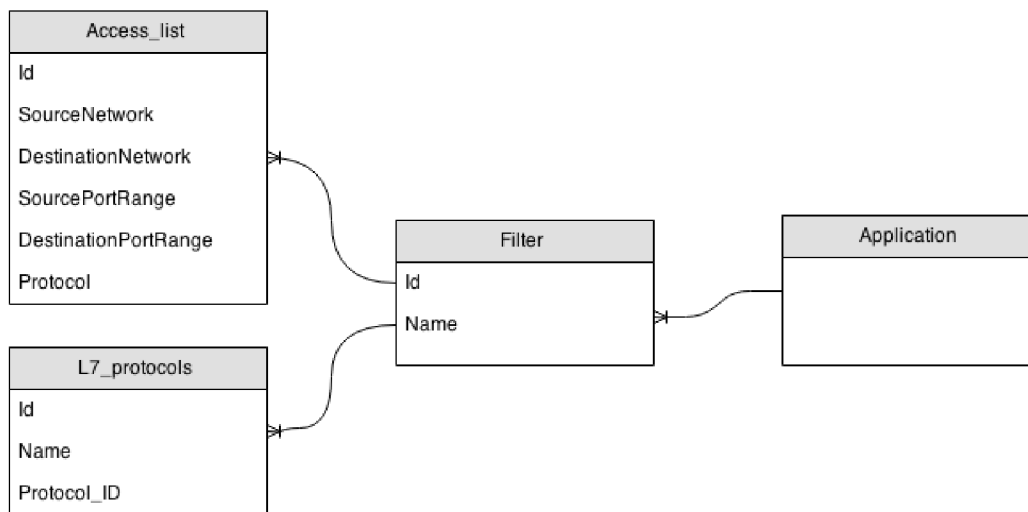 Access_list
Id
SourceNetwork
DestinationNetwork
SourcePortRange
DestinationPortRange
Protocol
L7_protocols
Id
Name
Protocol_ID
Filter
Id
Name
Application